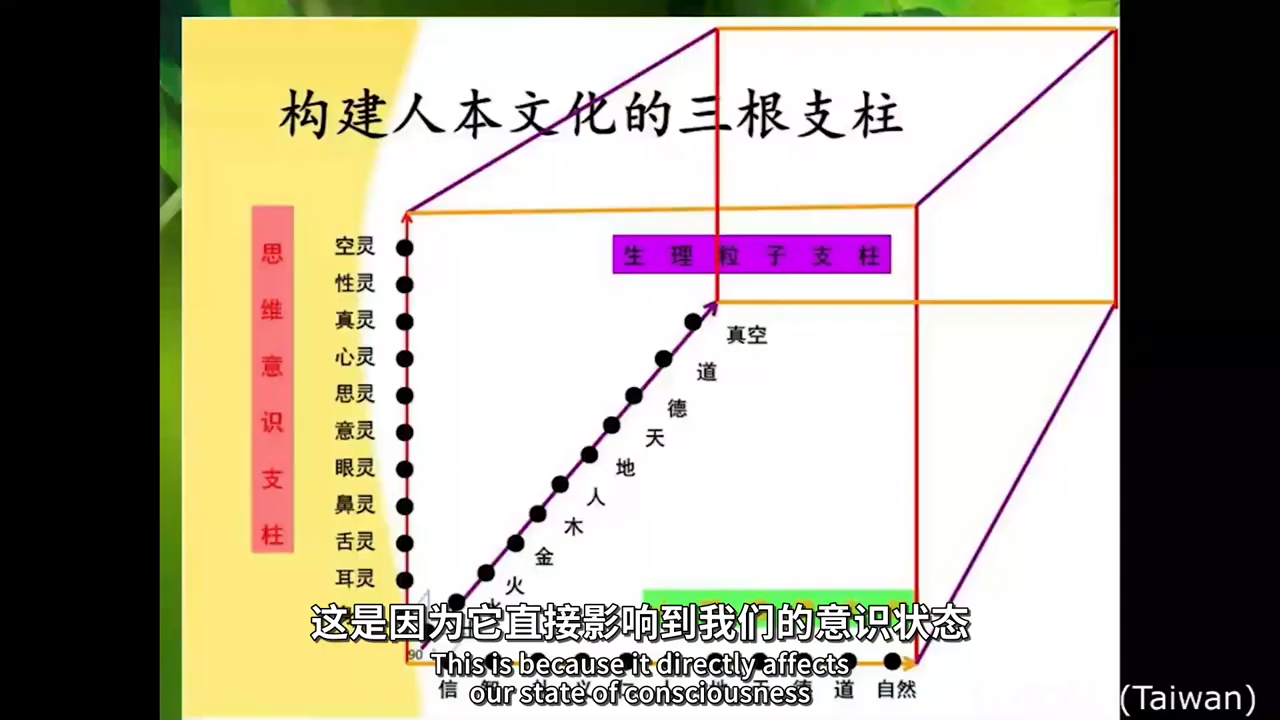 构建人本文化的三根支柱
思维意识支柱
空灵
性灵
真灵
心灵
思灵
意灵
眼灵
鼻灵
舌灵
耳灵
生理粒子支柱
真空
道
德
天
地
人
木
金
火
这是因为它直接影响到我们的意识状态
90
This is because it directly affects
our state of consciousness
信
道
自然
(Taiwan)